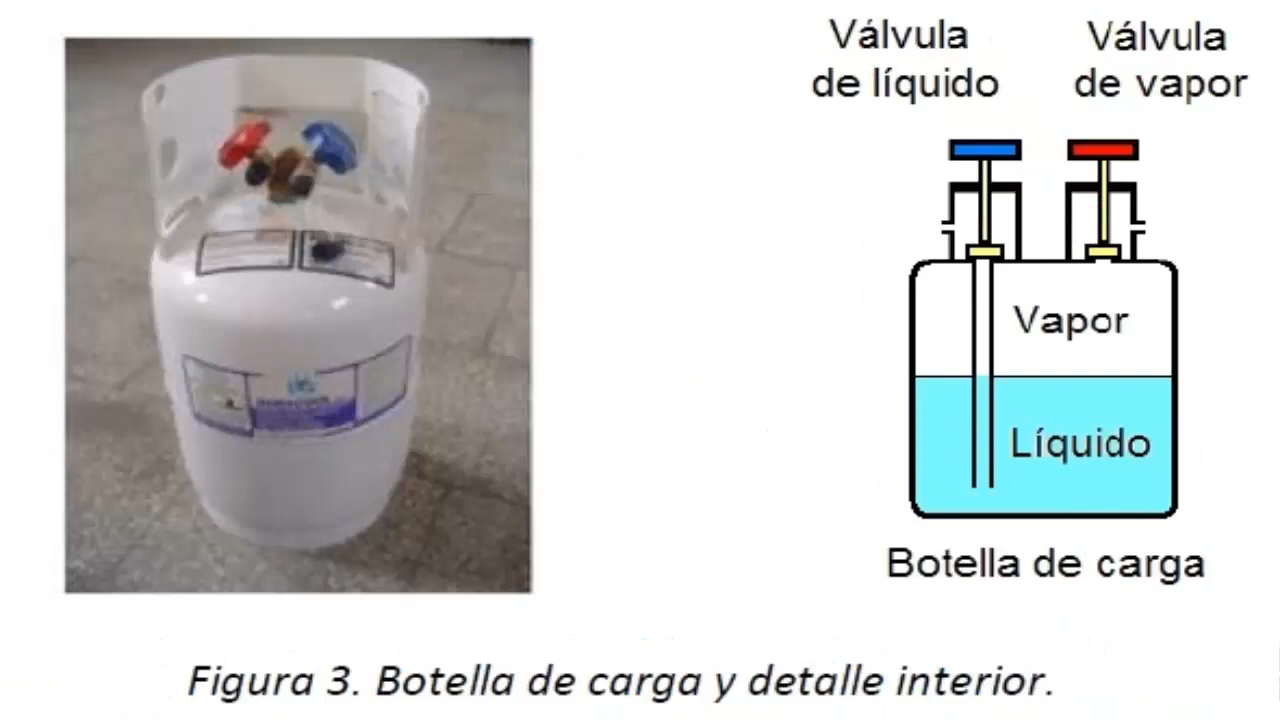 Válvula
de líquido
Válvula
de vapor
Vapor
Líquido
Botella de carga
Figura 3. Botella de carga y detalle interior.